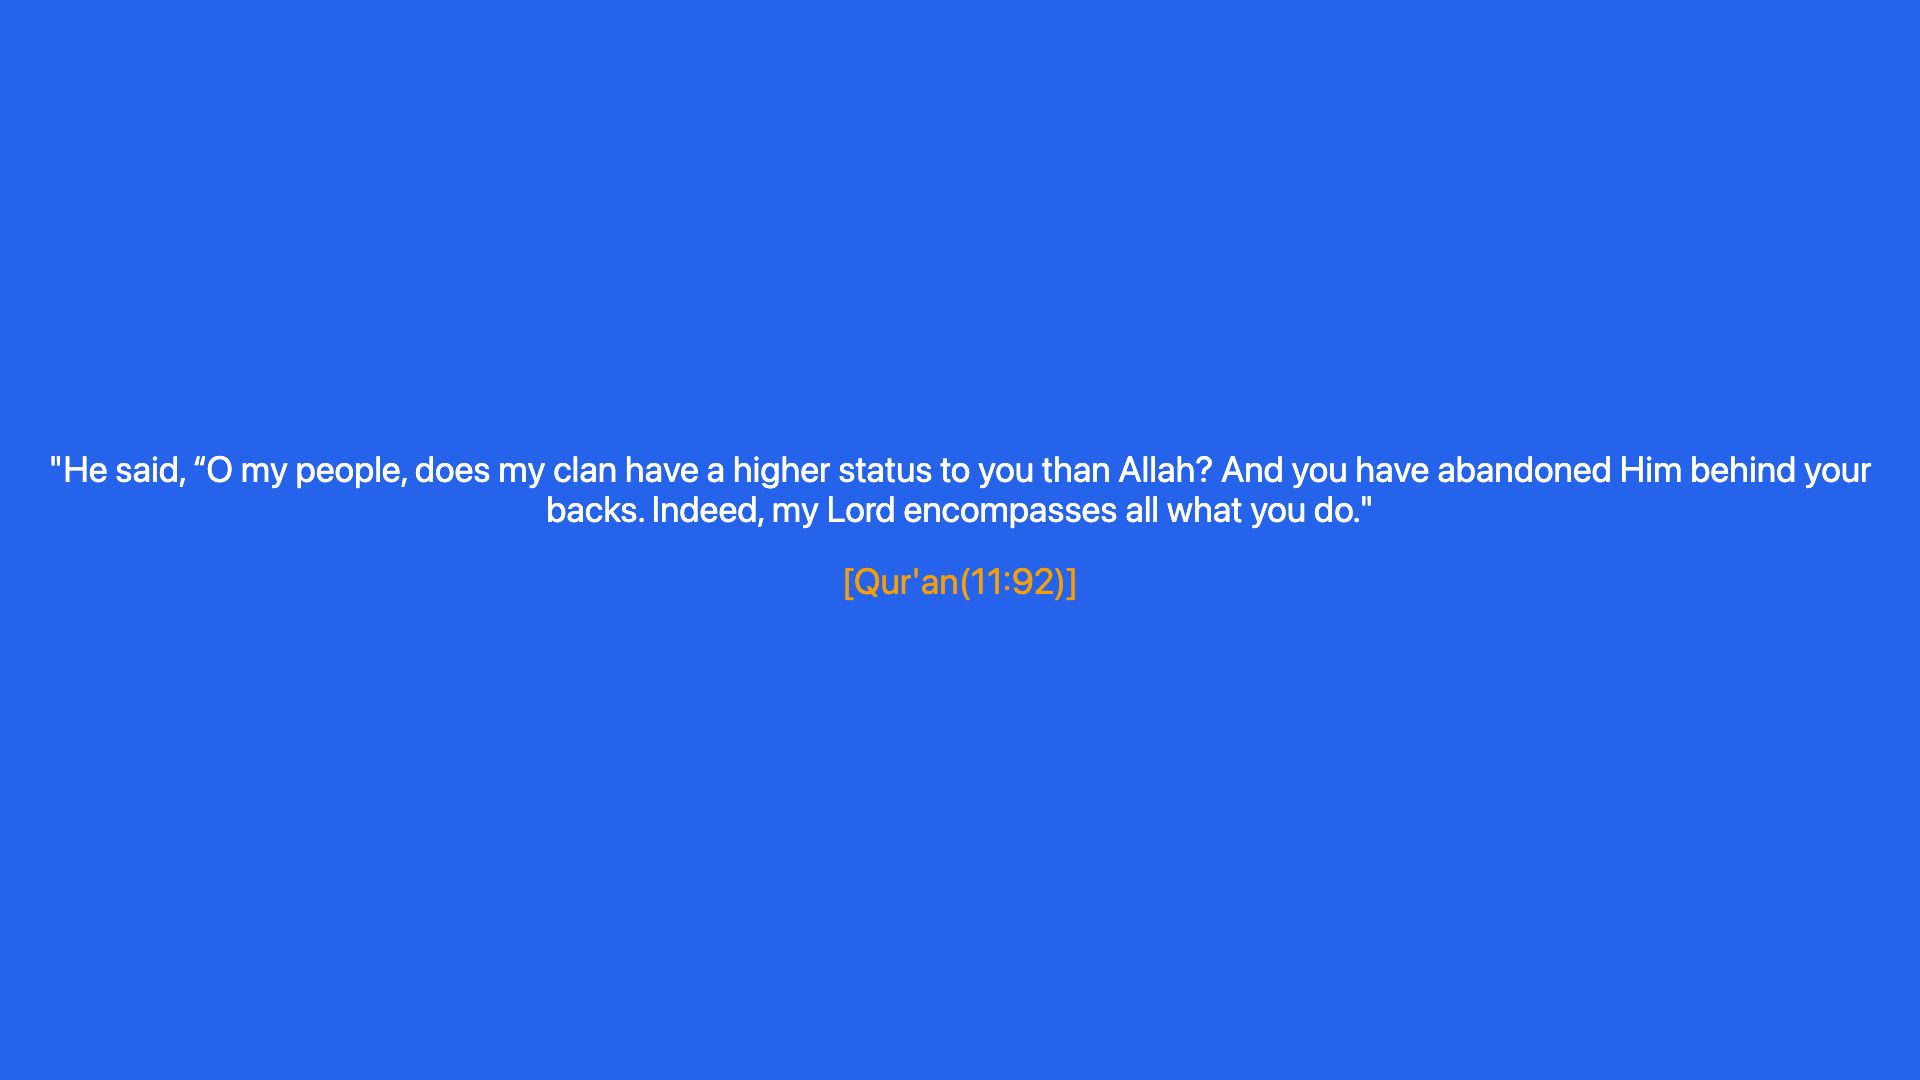 "He said, “O my people, does my clan have a higher status to you than Allah? And you have abandoned Him behind your
backs. Indeed, my Lord encompasses all what you do."
[Qur'an(11:92)]